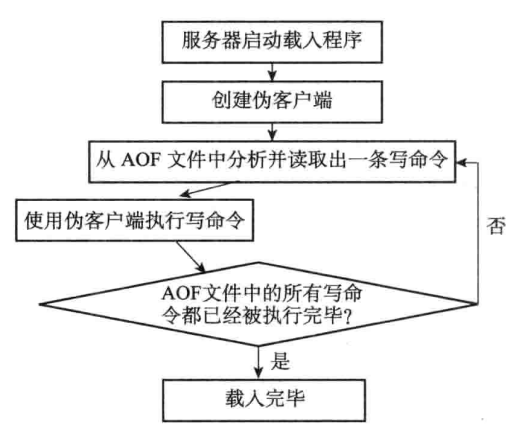 服务器启动载入程序
创建伪客户端
从 AOF 文件中分析并读取出一条写命令
使用伪客户端执行写命令
否
AOF文件中的所有写命
令都已经被执行完毕?
是
载入完毕